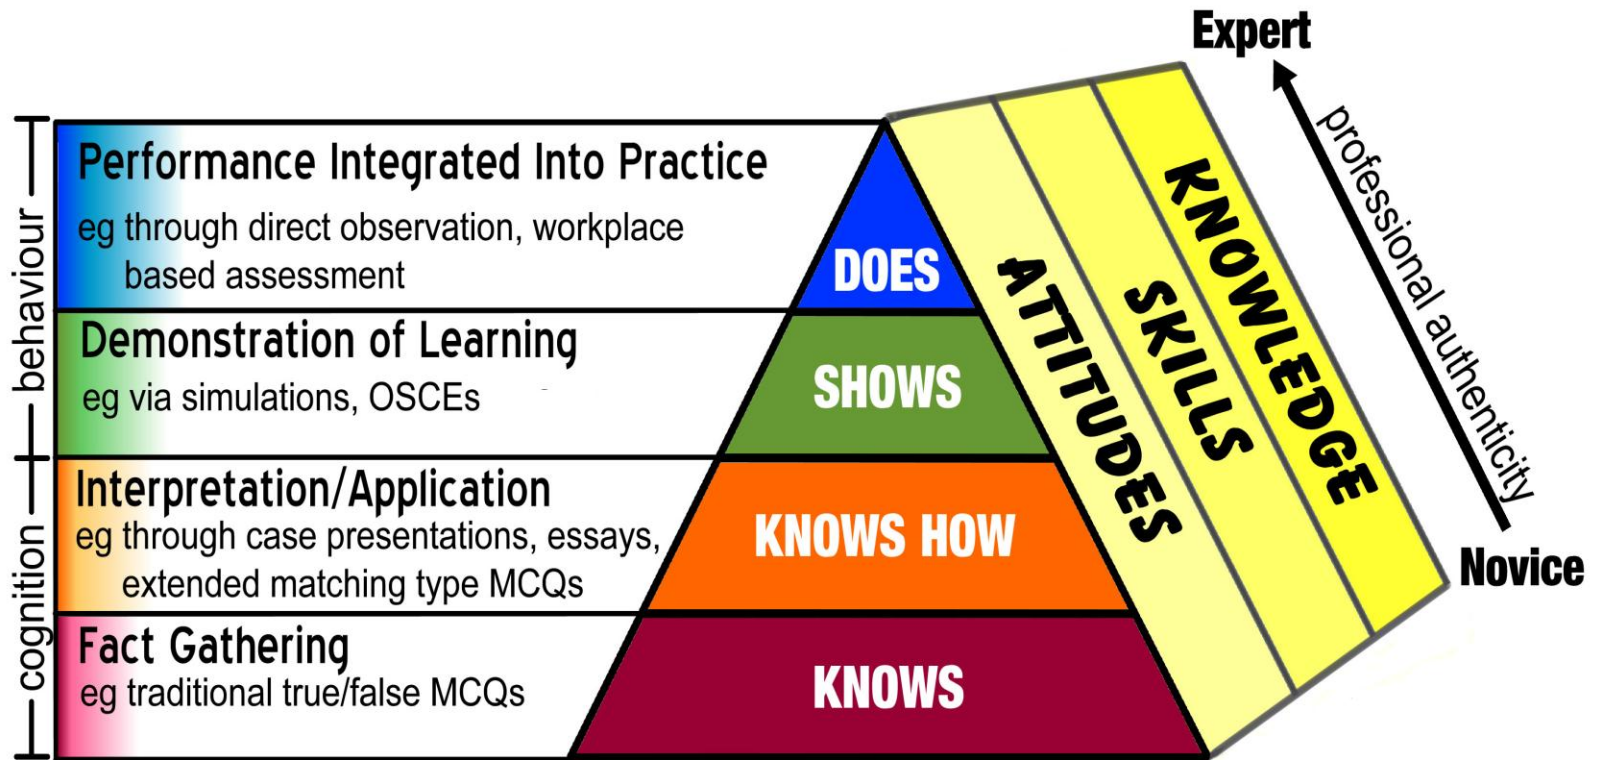 Expert
professional authenticity
Novice
behaviour
cognition
Performance Integrated Into Practice
eg through direct observation, workplace
based assessment
DOES
Demonstration of Learning
eg via simulations, OSCEs
SHOWS
Interpretation/Application
eg through case presentations, essays,
extended matching type MCQs
KNOWS HOW
Fact Gathering
eg traditional true/false MCQs
KNOWS
ATTITUDES
SKILLS
KNOWLEDGE